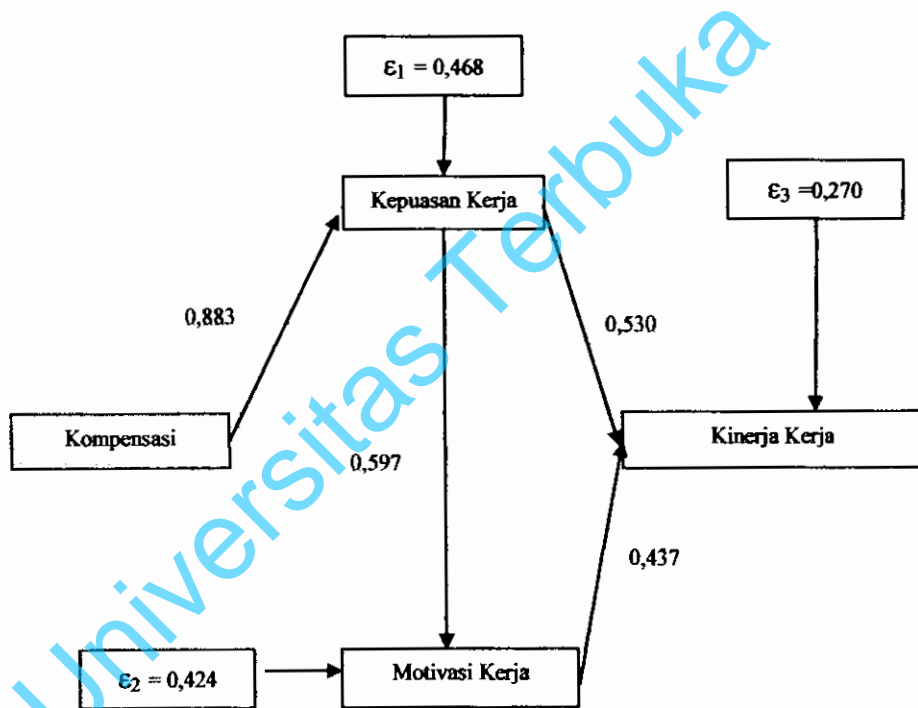 ε1 = 0,468
Kepuasan Kerja
ε3 =0,270
0,883
0,530
Kompensasi
Kinerja Kerja
0,597
0,437
ε2 = 0,424
Motivasi Kerja
Universitas Terbuka